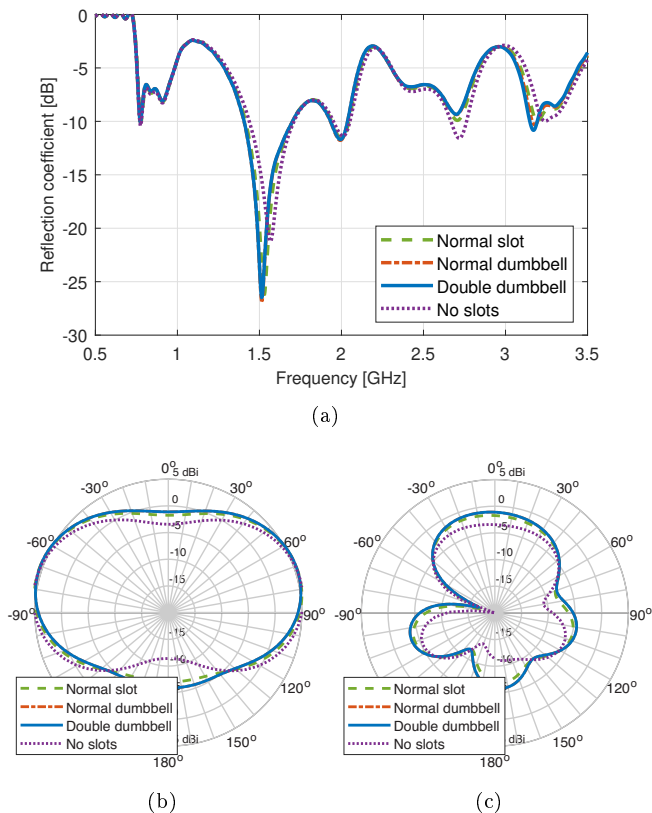 0
-5
-10
-15
-20
-25
-30
Reflection coefficient [dB]
0.5 1 1.5 2 2.5 3 3.5
Frequency [GHz]
Normal slot
Normal dumbbell
Double dumbbell
No slots
(a)
0° 5 dBi
-30° 30°
0
-5
-60° 60°
-10
-15
-90° 90°
-15
120°
Normal slot
Normal dumbbell
Double dumbbell
No slots
150°
180°
(b)
0° 5 dBi
-30° 30°
0
-5
-60° 60°
-10
-15
-90° 90°
-15
120°
Normal slot
Normal dumbbell
Double dumbbell
No slots
150°
180°
(c)